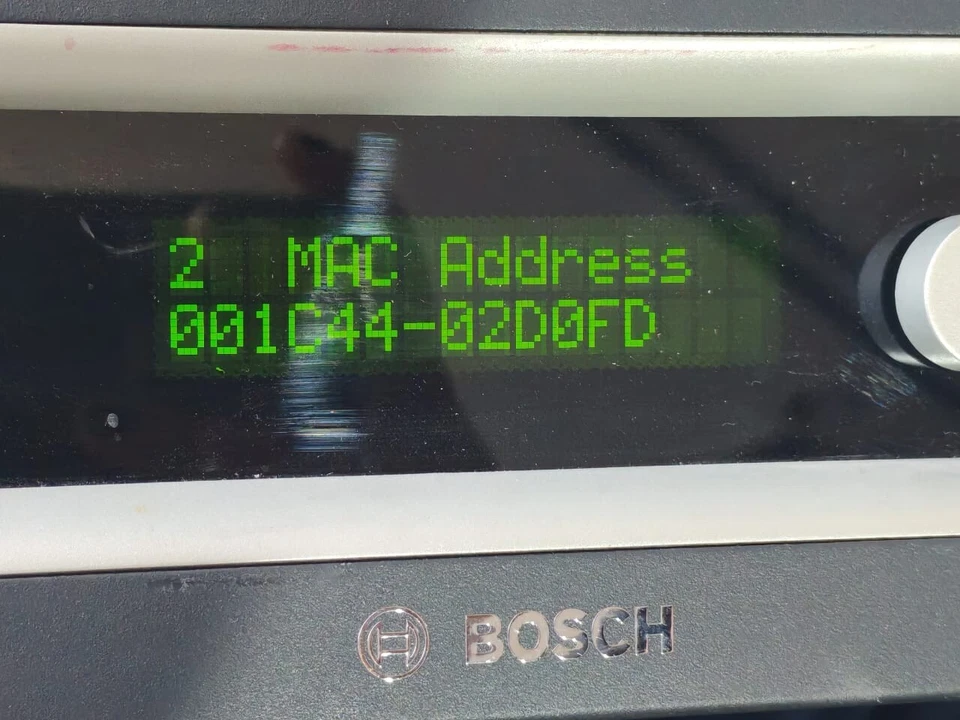 2 MAC Address
001C44-02D0FD
BOSCH